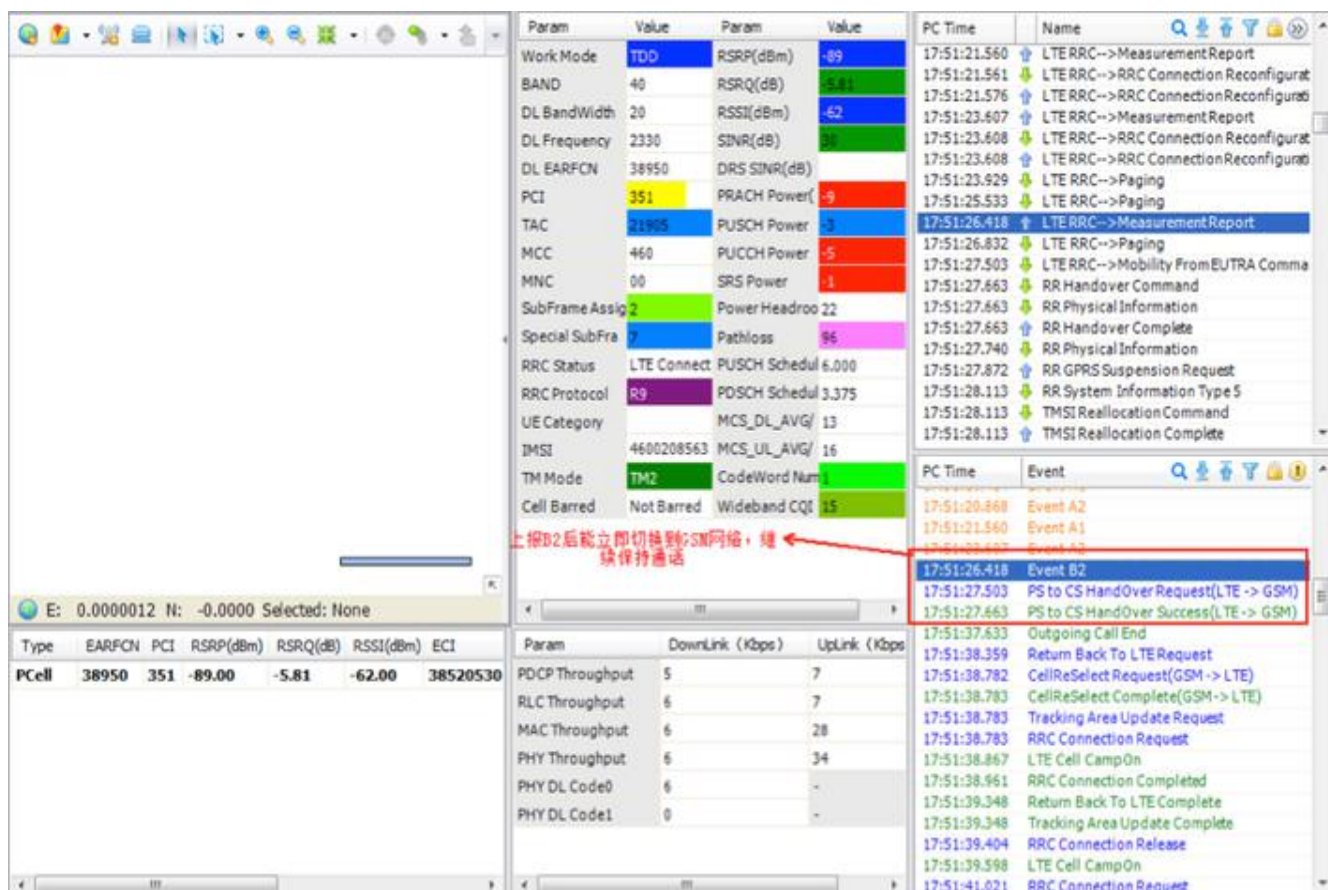 E: 0.0000012 N: -0.0000 Selected: None
Type EARFCN PCI RSRP(dBm) RSRQ(dB) RSSI(dBm) ECI
PCell 38950 351 -89.00 -5.81 -62.00 38520530
Param Value Param Value
Work Mode TDD RSRP(dBm) -89
BAND 40 RSRQ(dB) -5.81
DL BandWidth 20 RSSI(dBm) -62
DL Frequency 2330 SINR(dB) 30
DL EARFCN 38950 DRS SINR(dB)
PCI 351 PRACH Power( -9
TAC 21905 PUSCH Power -3
MCC 460 PUCCH Power -5
MNC 00 SRS Power -1
SubFrame Assig 2 Power Headroo 22
Special SubFra 7 Pathloss 96
RRC Status LTE Connect PUSCH Schedul 6.000
RRC Protocol R9 PDSCH Schedul 3.375
UE Category MCS_DL_AVG/ 13
IMSI 4600208563 MCS_UL_AVG/ 16
TM Mode TM2 CodeWord Num 1
Cell Barred Not Barred Wideband CQI 15
上报B2后能立即切换到GSM网络，继
续保持通话
Param DownLink (Kbps) UpLink (Kbps
PDCP Throughput 5 7
RLC Throughput 6 7
MAC Throughput 6 28
PHY Throughput 6 34
PHY DL Code0 6 -
PHY DL Code1 0 -
PC Time Name
17:51:21.560 LTE RRC-->Measurement Report
17:51:21.561 LTE RRC-->RRC Connection Reconfigurat
17:51:21.576 LTE RRC-->RRC Connection Reconfigurati
17:51:23.607 LTE RRC-->Measurement Report
17:51:23.608 LTE RRC-->RRC Connection Reconfigurat
17:51:23.608 LTE RRC-->RRC Connection Reconfigurati
17:51:23.929 LTE RRC-->Paging
17:51:25.533 LTE RRC-->Paging
17:51:26.418 LTE RRC-->Measurement Report
17:51:26.832 LTE RRC-->Paging
17:51:27.503 LTE RRC-->Mobility From EUTRA Comma
17:51:27.663 RR Handover Command
17:51:27.663 RR Physical Information
17:51:27.663 RR Handover Complete
17:51:27.740 RR Physical Information
17:51:27.872 RR GPRS Suspension Request
17:51:28.113 RR System Information Type 5
17:51:28.113 TMSI Reallocation Command
17:51:28.113 TMSI Reallocation Complete
PC Time Event
17:51:20.868 Event A2
17:51:21.560 Event A1
Event A2
17:51:26.418 Event B2
17:51:27.503 PS to CS HandOver Request(LTE -> GSM)
17:51:27.663 PS to CS HandOver Success(LTE -> GSM)
17:51:37.633 Outgoing Call End
17:51:38.359 Return Back To LTE Request
17:51:38.782 CellReSelect Request(GSM -> LTE)
17:51:38.783 CellReSelect Complete(GSM -> LTE)
17:51:38.783 Tracking Area Update Request
17:51:38.783 RRC Connection Request
17:51:38.867 LTE Cell CampOn
17:51:38.961 RRC Connection Completed
17:51:39.348 Return Back To LTE Complete
17:51:39.348 Tracking Area Update Complete
17:51:39.404 RRC Connection Release
17:51:39.598 LTE Cell CampOn
17:51:41.021 RRC Connection Request